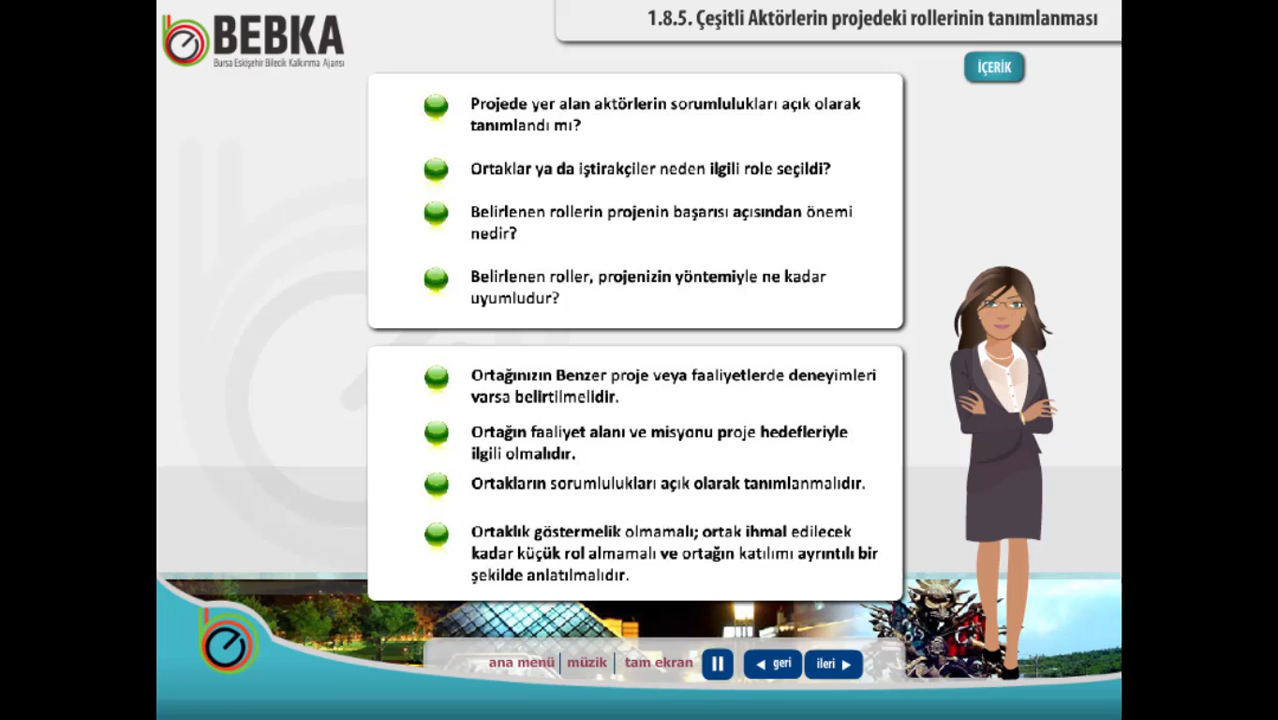 BEBKA
Bursa Eskişehir Bilecik Kalkınma Ajansı
1.8.5. Çeşitli Aktörlerin projedeki rollerinin tanımlanması
İÇERİK
Projede yer alan aktörlerin sorumlulukları açık olarak
tanımlandı mı?
Ortaklar ya da iştirakçiler neden ilgili role seçildi?
Belirlenen rollerin projenin başarısı açısından önemi
nedir?
Belirlenen roller, projenizin yöntemiyle ne kadar
uyumludur?
Ortağınızın Benzer proje veya faaliyetlerde deneyimleri
varsa belirtilmelidir.
Ortağın faaliyet alanı ve misyonu proje hedefleriyle
ilgili olmalıdır.
Ortakların sorumlulukları açık olarak tanımlanmalıdır.
Ortaklık göstermelik olmamalı; ortak ihmal edilecek
kadar küçük rol almamalı ve ortağın katılımı ayrıntılı bir
şekilde anlatılmalıdır.
ana menü | müzik | tam ekran
geri
ileri